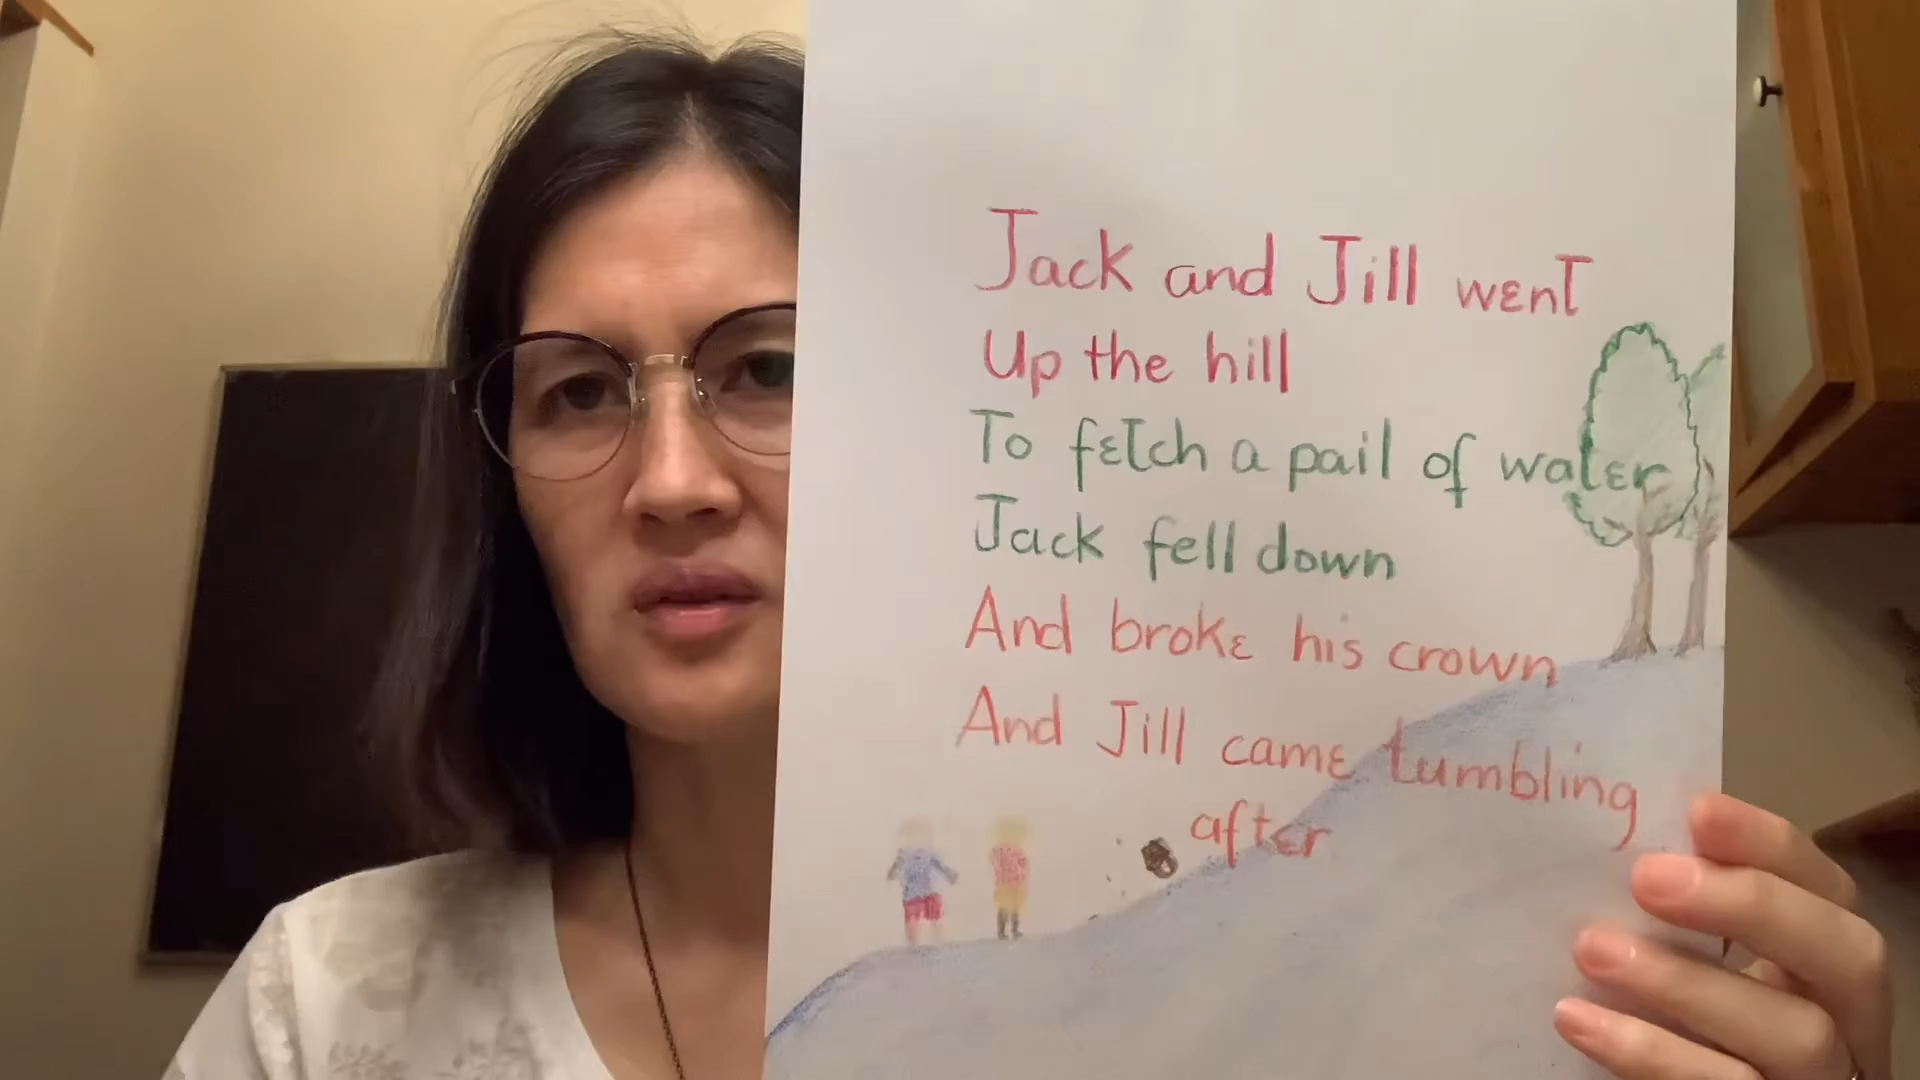 Jack and Jill went
Up the hill
To fetch a pail of water
Jack fell down
And broke his crown
And Jill came tumbling
after